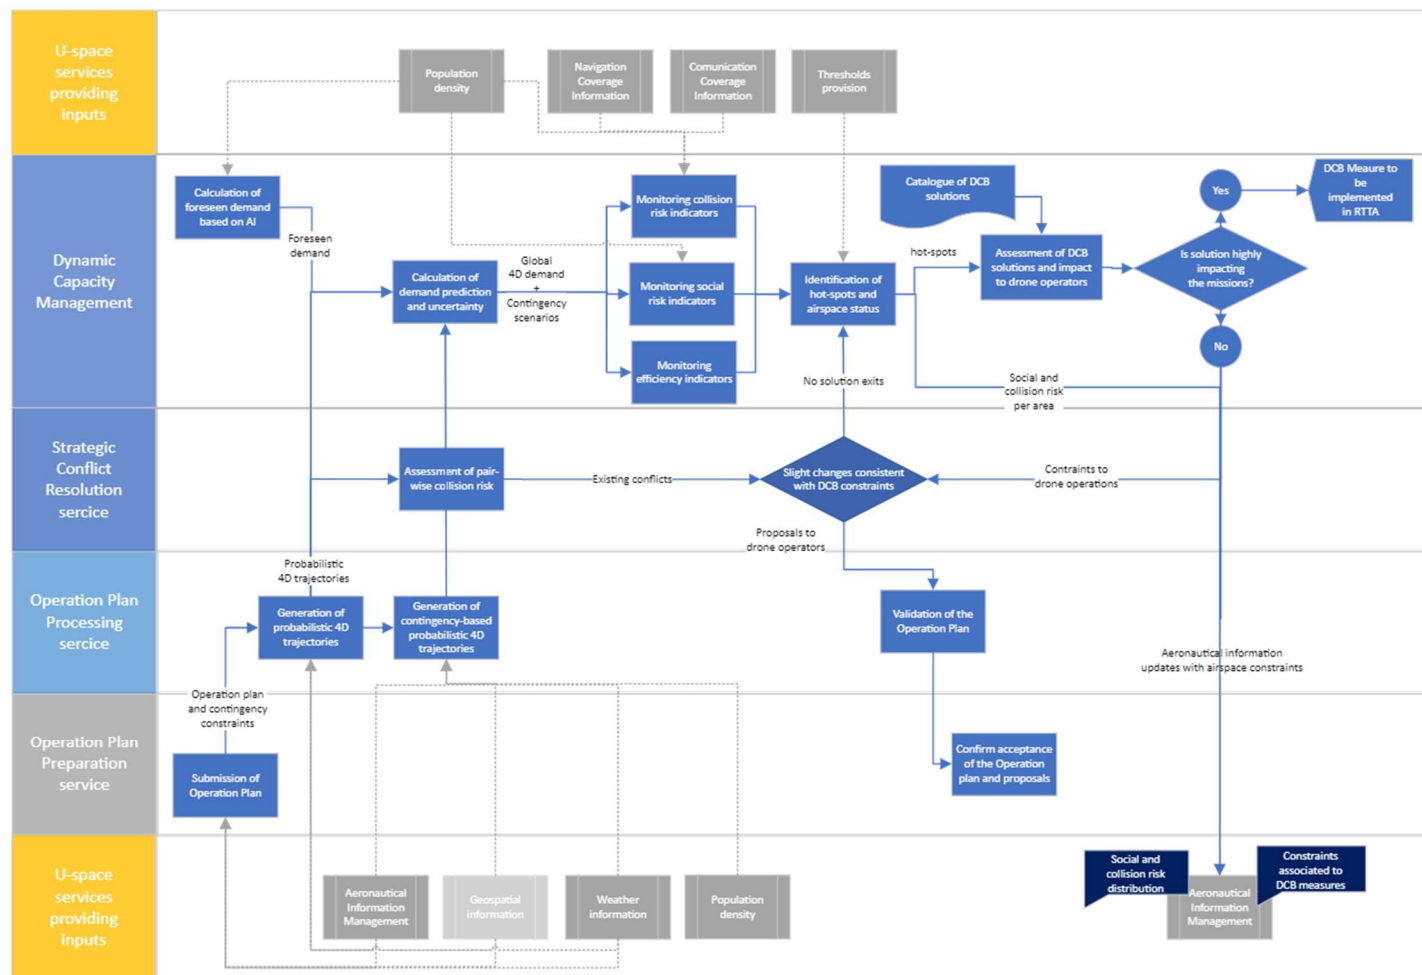 U-space
services
providing
inputs
Population
density
Navigation
Coverage
Information
Comunication
Coverage
Information
Thresholds
provision
Dynamic
Capacity
Management
Calculation of
foreseen demand
based on AI
Foreseen
demand
Calculation of
demand prediction
and uncertainty
Global
4D demand
+
Contingency
scenarios
Monitoring collision
risk indicators
Monitoring social
risk indicators
Monitoring
efficiency indicators
Identification of
hot-spots and
airspace status
Catalogue of DCB
solutions
hot-spots
Assessment of DCB
solutions and impact
to drone operators
Yes
Is solution highly
impacting
the missions?
No
DCB Measure to
be
implemented
in RTTA
No solution exits
Social and
collision risk
per area
Strategic
Conflict
Resolution
sercice
Assessment of pair-
wise collision risk
Existing conflicts
Slight changes consistent
with DCB constraints
Contraints to
drone operations
Proposals to
drone operators
Operation Plan
Processing
sercice
Probabilistic
4D trajectories
Generation of
probabilistic 4D
trajectories
Generation of
contingency-based
probabilistic 4D
trajectories
Validation of the
Operation Plan
Aeronautical information
updates with airspace constraints
Operation Plan
Preparation
service
Operation plan
and contingency
constraints
Submission of
Operation Plan
Confirm acceptance
of the Operation
plan and proposals
U-space
services
providing
inputs
Aeronautical
Information
Management
Geospatial
information
Weather
information
Population
density
Social and
collision risk
distribution
Aeronautical
Information
Management
Constraints
associated to
DCB measures